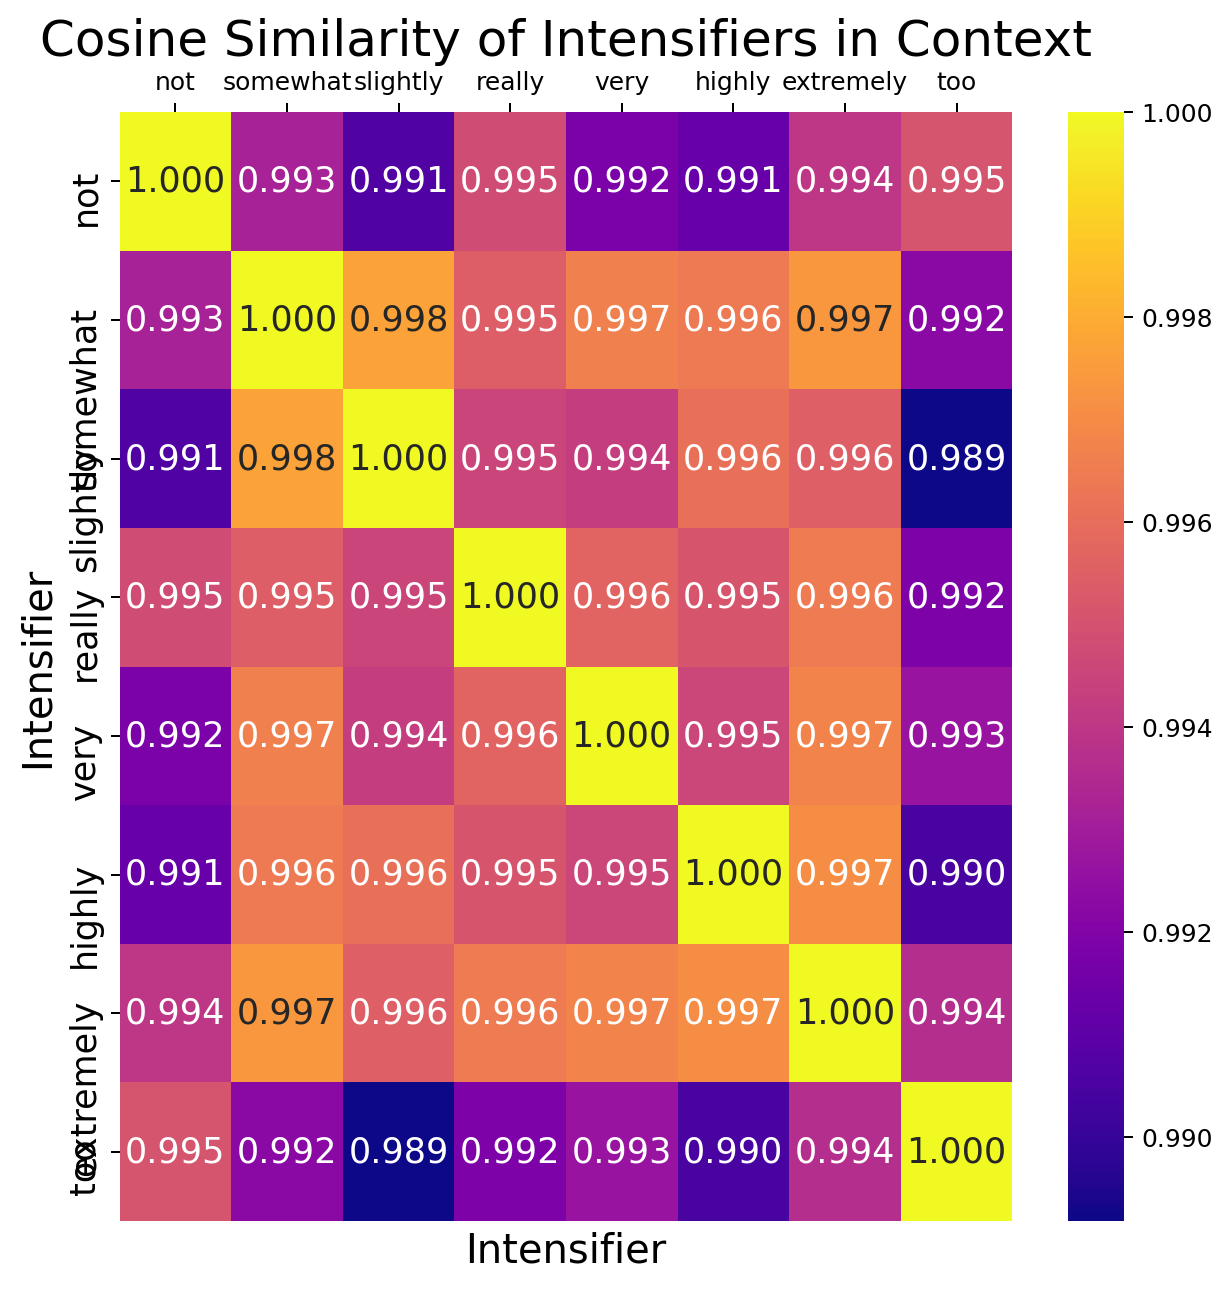 Cosine Similarity of Intensifiers in Context
not somewhat slightly really very highly extremely too
not 1.000 0.993 0.991 0.995 0.992 0.991 0.994 0.995
somewhat 0.993 1.000 0.998 0.995 0.997 0.996 0.997 0.992
slightly 0.991 0.998 1.000 0.995 0.994 0.996 0.996 0.989
really 0.995 0.995 0.995 1.000 0.996 0.995 0.996 0.992
very 0.992 0.997 0.994 0.996 1.000 0.995 0.997 0.993
highly 0.991 0.996 0.996 0.995 0.995 1.000 0.997 0.990
extremely 0.994 0.997 0.996 0.996 0.997 0.997 1.000 0.994
too 0.995 0.992 0.989 0.992 0.993 0.990 0.994 1.000
Intensifier
Intensifier
1.000
0.998
0.996
0.994
0.992
0.990